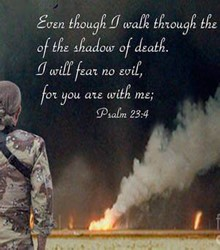 Even though I walk through the
of the shadow of death.
I will fear no evil,
for you are with me;
Psalm 23:4